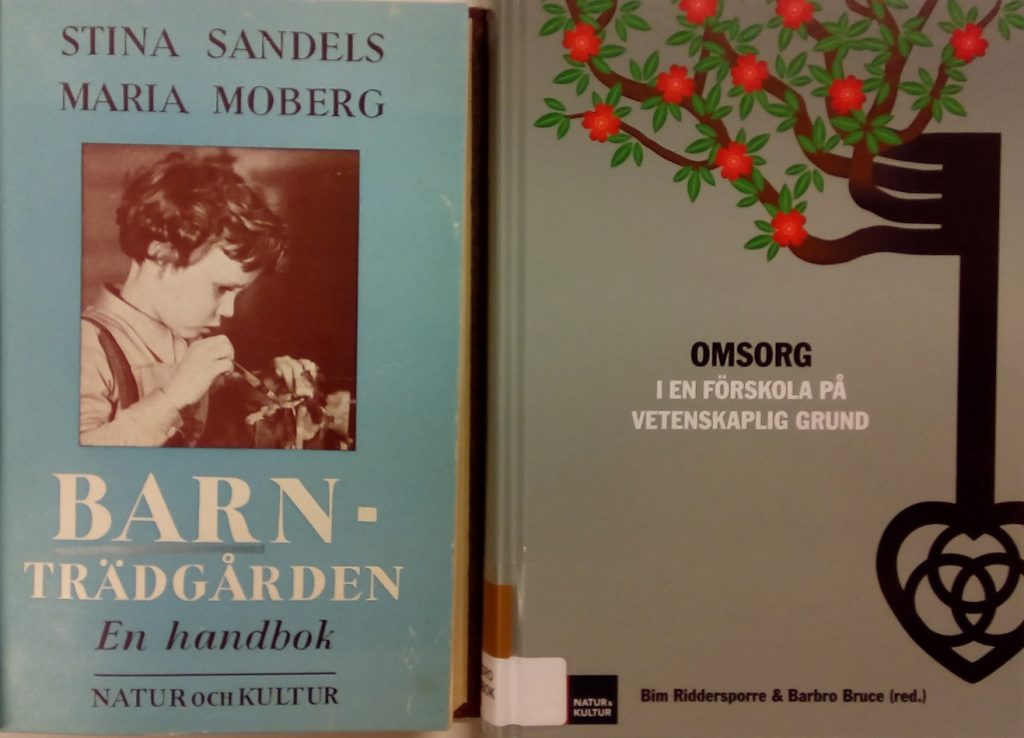 STINA SANDELS
MARIA MOBERG
BARN-
TRÄDGÅRDEN
En handbok
NATUR OCH KULTUR
OMSORG
I EN FÖRSKOLA PÅ
VETENSKAPLIG GRUND
NATUR &
KULTUR
Bim Riddersporre & Barbro Bruce (red.)